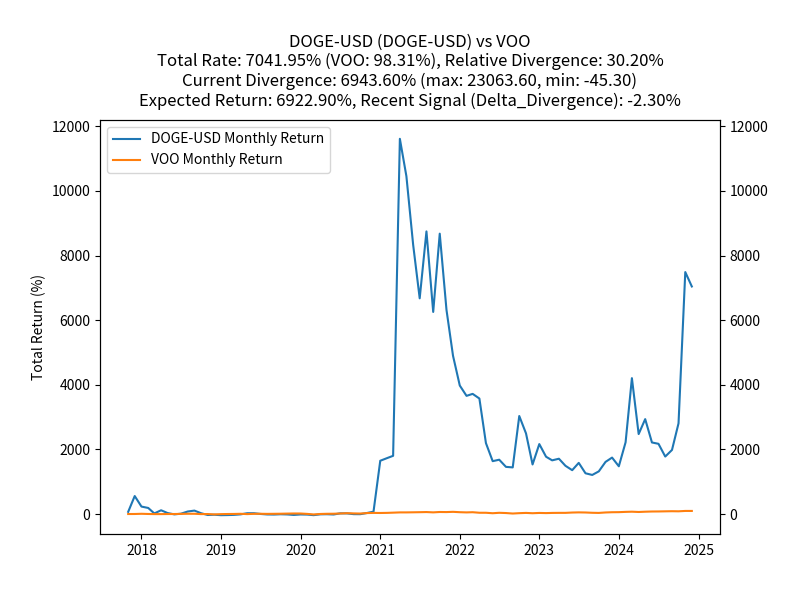 DOGE-USD (DOGE-USD) vs VOO
Total Rate: 7041.95% (VOO: 98.31%), Relative Divergence: 30.20%
Current Divergence: 6943.60% (max: 23063.60, min: -45.30)
Expected Return: 6922.90%, Recent Signal (Delta_Divergence): -2.30%
DOGE-USD Monthly Return
VOO Monthly Return
Total Return (%)
12000
10000
8000
6000
4000
2000
0
12000
10000
8000
6000
4000
2000
0
2018 2019 2020 2021 2022 2023 2024 2025